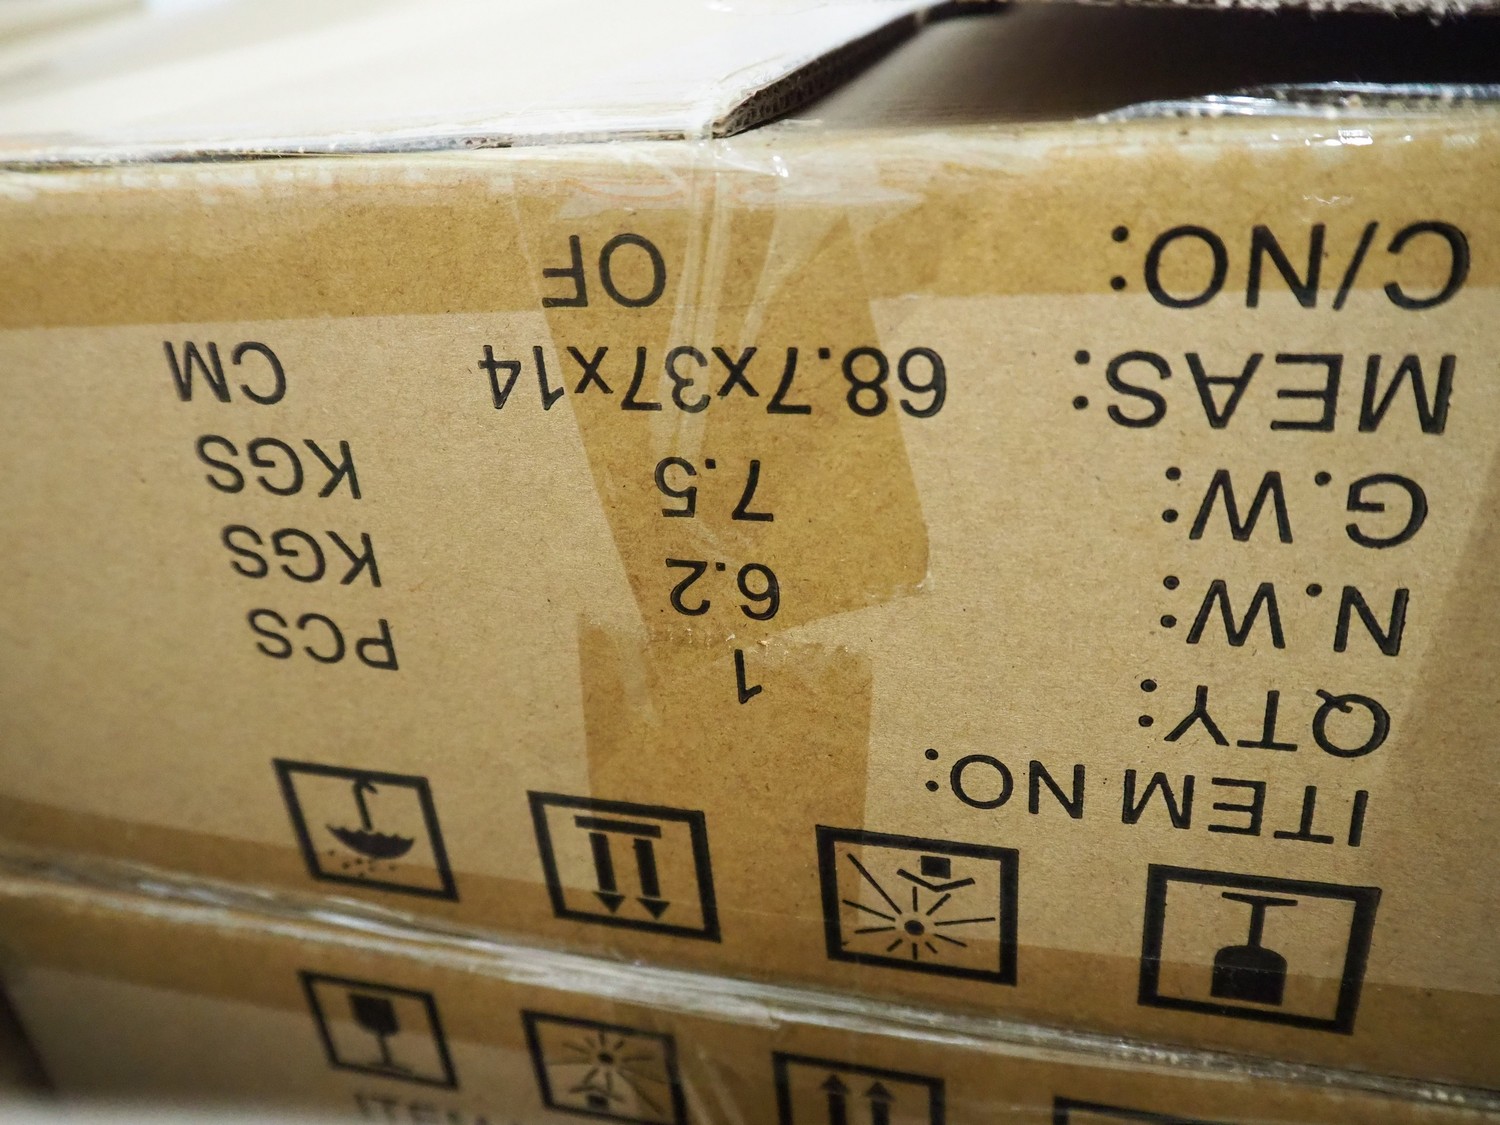 ITEM NO:
QTY: 1 PCS
N.W: 6.2 KGS
G.W: 7.5 KGS
MEAS: 68.7x37x14 CM
C/NO: OF